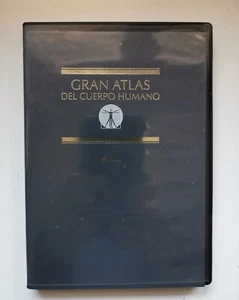 GRAN ATLAS
DEL CUERPO HUMANO